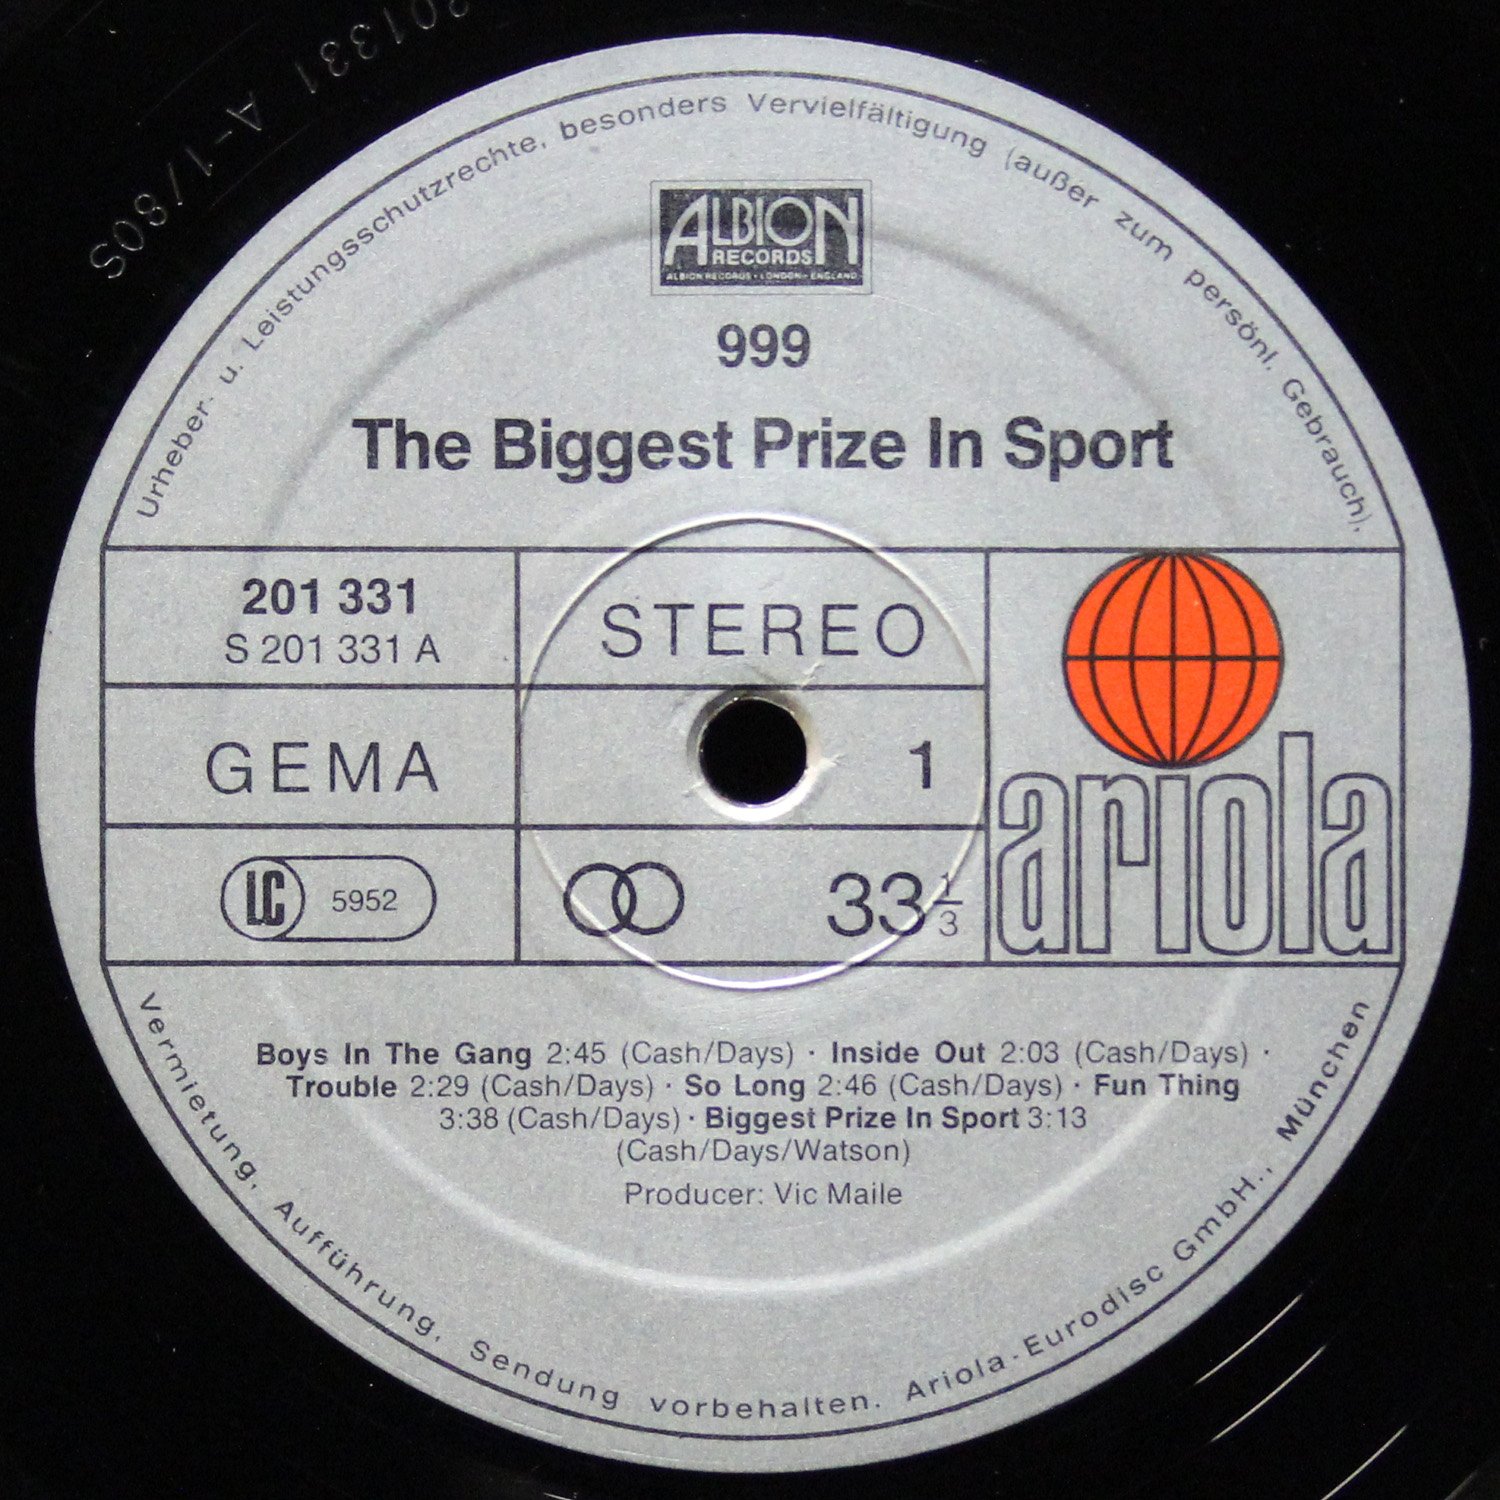 201331 A-1/80S
Urheber- u. Leistungsschutzrechte, besonders Vervielfältigung (außer zum persönl. Gebrauch),
ALBION
RECORDS
ALBION RECORDS • LONDON • ENGLAND
999
The Biggest Prize In Sport
201 331
S 201 331 A
STEREO
GEMA
1
LC 5952
33 1/3
ariola
Boys In The Gang 2:45 (Cash/Days) · Inside Out 2:03 (Cash/Days) ·
Trouble 2:29 (Cash/Days) · So Long 2:46 (Cash/Days) · Fun Thing
3:38 (Cash/Days) · Biggest Prize In Sport 3:13
(Cash/Days/Watson)
Producer: Vic Maile
Vermietung, Aufführung, Sendung vorbehalten. Ariola-Eurodisc GmbH., München